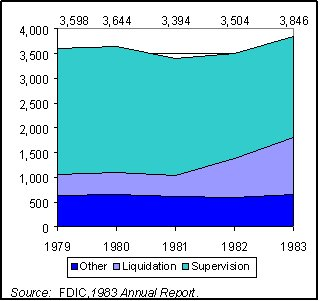 3,598 3,644 3,394 3,504 3,846
4,000
3,500
3,000
2,500
2,000
1,500
1,000
500
0
1979 1980 1981 1982 1983
Other Liquidation Supervision
Source: FDIC, 1983 Annual Report.